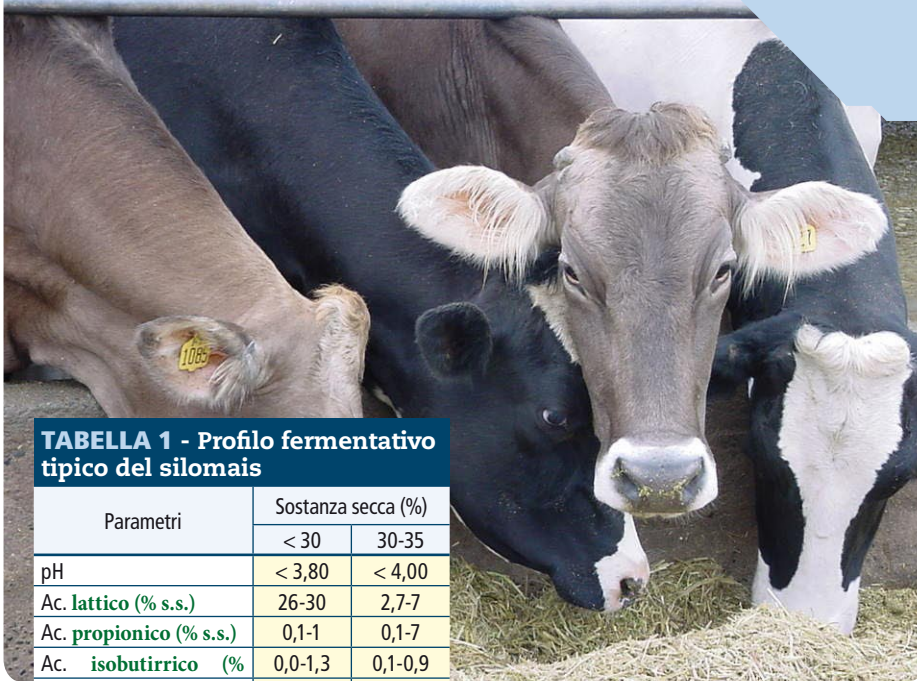 1085
7
TABELLA 1 - Profilo fermentativo
tipico del silomais
Parametri Sostanza secca (%)
< 30 30-35
pH < 3,80 < 4,00
Ac. lattico (% s.s.) 26-30 2,7-7
Ac. propionico (% s.s.) 0,1-1 0,1-7
Ac. isobutirrico (% 0,0-1,3 0,1-0,9